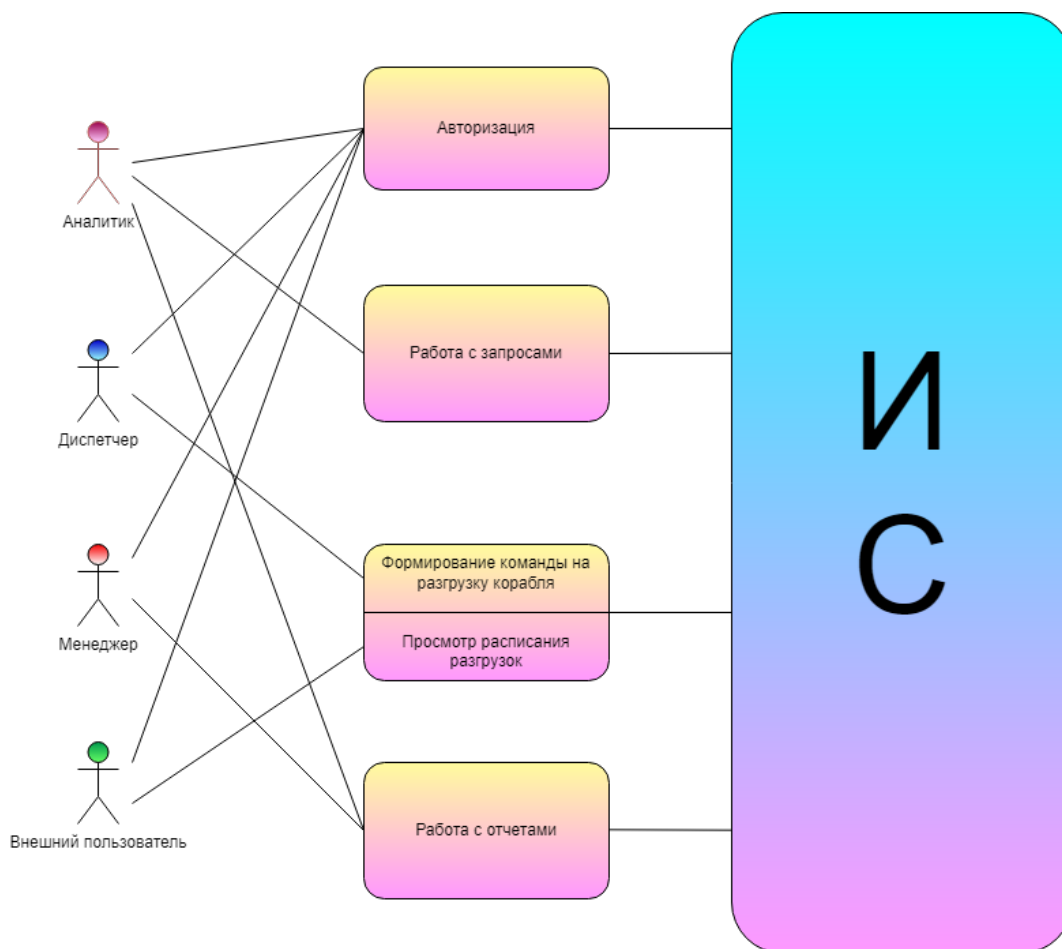 Авторизация
Аналитик
Работа с запросами
Диспетчер
Формирование команды на
разгрузку корабля
Просмотр расписания
разгрузок
Менеджер
Работа с отчетами
Внешний пользователь
И
С